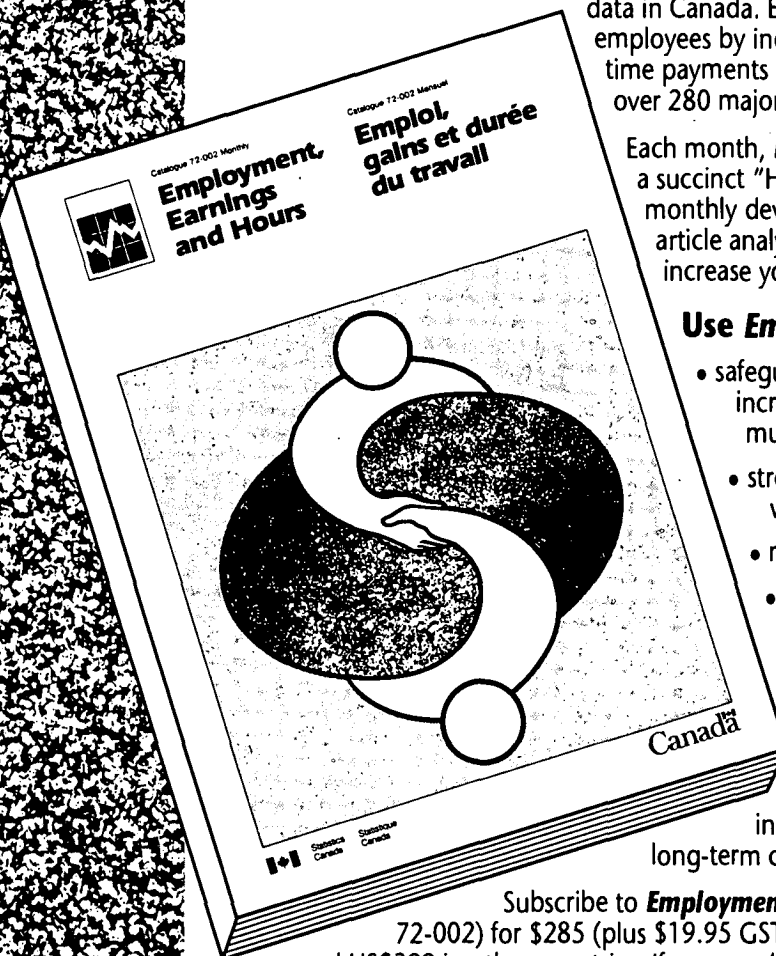 data in Canada. E
employees by ind
time payments
over 280 major
Each month,
a succinct "H
monthly dev
article analy
increase yo
Use Em
• safegu
incr
mu
• stre
• r
•
in
long-term c
Subscribe to Employmen
72-002) for $285 (plus $19.95 GST
Catalogue 72-002 Monthly
Employment,
Earnings
and Hours
Catalogue 72-002 Mensuel
Emploi,
gains et durée
du travail
Canada
Statistics
Canada
Statistique
Canada